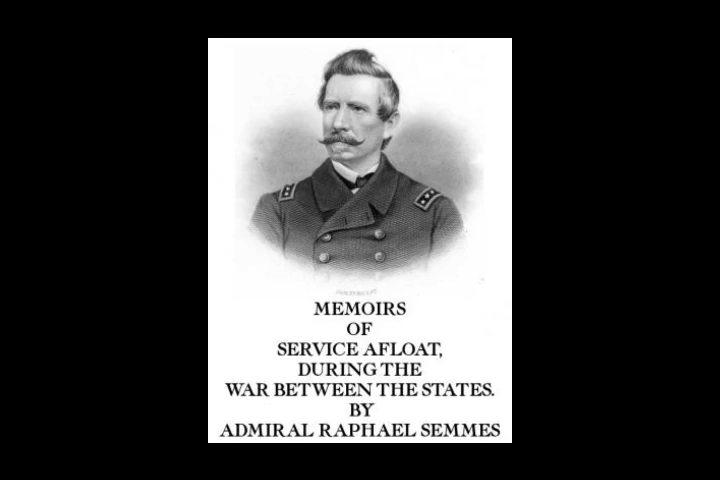 MEMOIRS
OF
SERVICE AFLOAT,
DURING THE
WAR BETWEEN THE STATES.
BY
ADMIRAL RAPHAEL SEMMES